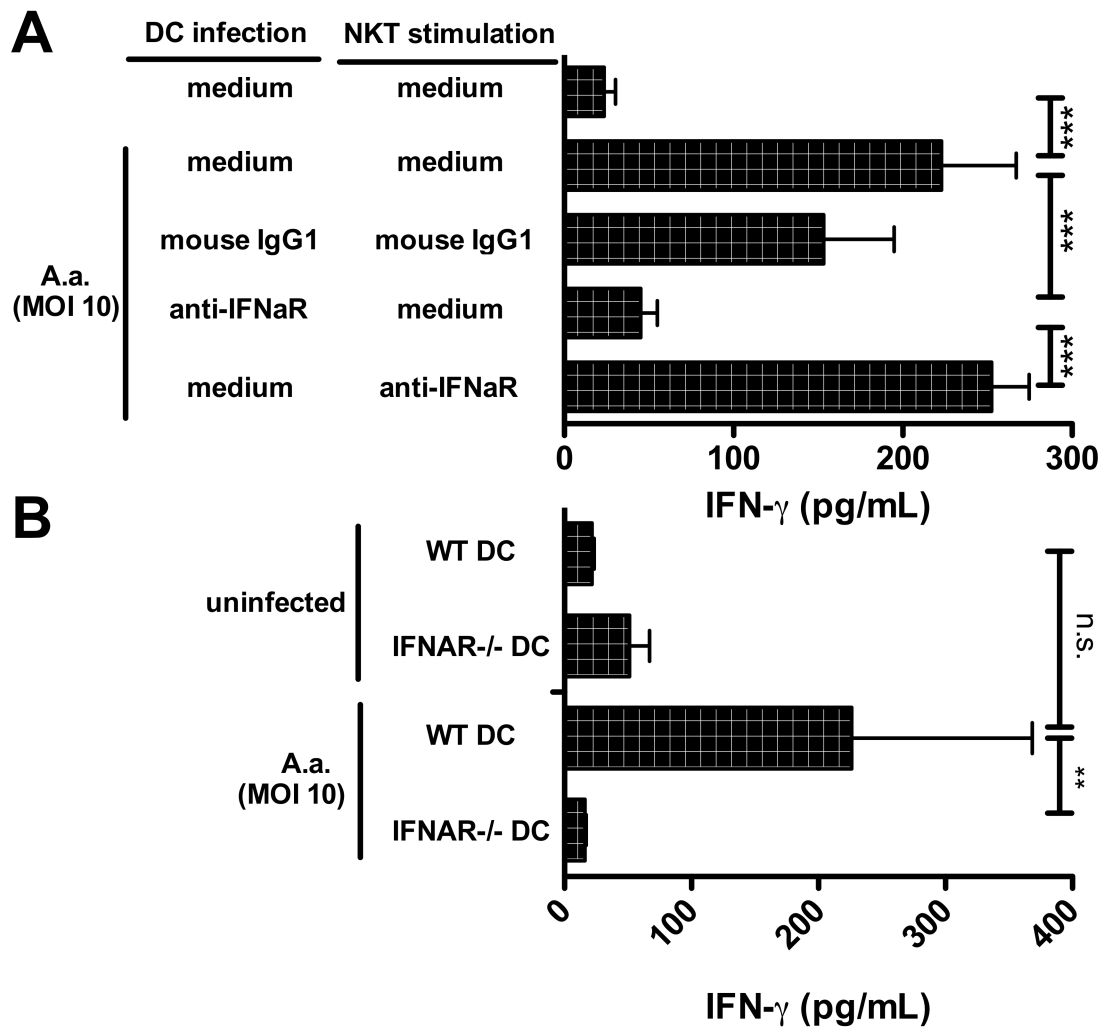 A
DC infection NKT stimulation
medium medium
medium medium
mouse IgG1 mouse IgG1
A.a.
(MOI 10)
anti-IFNaR medium
medium anti-IFNaR
***
***
***
0 100 200 300
IFN-γ (pg/mL)
B
uninfected
WT DC
IFNAR-/- DC
A.a.
(MOI 10)
WT DC
IFNAR-/- DC
n.s.
**
0 100 200 300 400
IFN-γ (pg/mL)